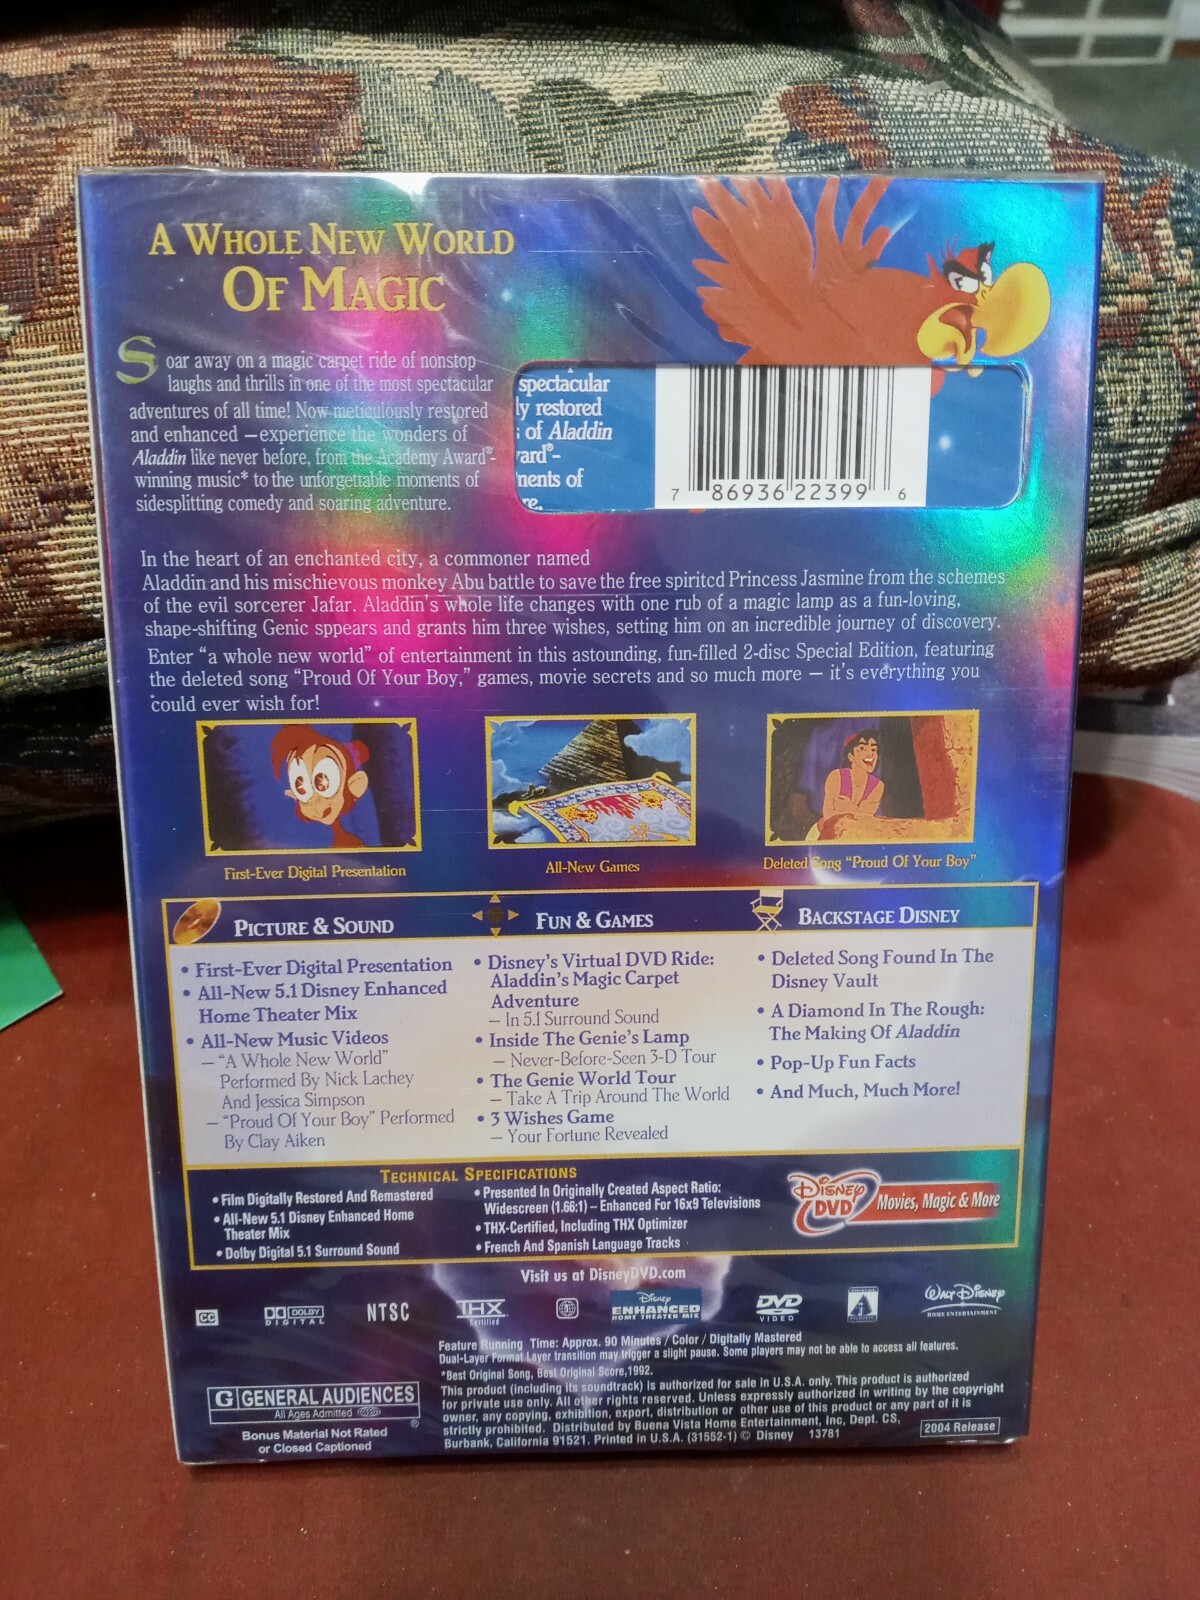 A WHOLE NEW WORLD
OF MAGIC
Soar away on a magic carpet ride of nonstop
laughs and thrills in one of the most spectacular
adventures of all time! Now meticulously restored
and enhanced – experience the wonders of
Aladdin like never before, from the Academy Award®-
winning music* to the unforgettable moments of
sidesplitting comedy and soaring adventure.
spectacular
ly restored
s of Aladdin
vard®-
nents of
re.
7 86936 22399 6
In the heart of an enchanted city, a commoner named
Aladdin and his mischievous monkey Abu battle to save the free spiritcd Princess Jasmine from the schemes
of the evil sorcerer Jafar. Aladdin's whole life changes with one rub of a magic lamp as a fun-loving,
shape-shifting Genic sppears and grants him three wishes, setting him on an incredible journey of discovery.
Enter “a whole new world” of entertainment in this astounding, fun-filled 2-disc Special Edition, featuring
the deleted song “Proud Of Your Boy,” games, movie secrets and so much more – it's everything you
could ever wish for!
First-Ever Digital Presentation
All-New Games
Deleted Song “Proud Of Your Boy”
PICTURE & SOUND
• First-Ever Digital Presentation
• All-New 5.1 Disney Enhanced
Home Theater Mix
• All-New Music Videos
– “A Whole New World”
Performed By Nick Lachey
And Jessica Simpson
– “Proud Of Your Boy” Performed
By Clay Aiken
FUN & GAMES
• Disney's Virtual DVD Ride:
Aladdin's Magic Carpet
Adventure
– In 5.1 Surround Sound
• Inside The Genie's Lamp
– Never-Before-Seen 3-D Tour
• The Genie World Tour
– Take A Trip Around The World
• 3 Wishes Game
– Your Fortune Revealed
BACKSTAGE DISNEY
• Deleted Song Found In The
Disney Vault
• A Diamond In The Rough:
The Making Of Aladdin
• Pop-Up Fun Facts
• And Much, Much More!
TECHNICAL SPECIFICATIONS
• Film Digitally Restored And Remastered
• All-New 5.1 Disney Enhanced Home
Theater Mix
• Dolby Digital 5.1 Surround Sound
• Presented In Originally Created Aspect Ratio:
Widescreen (1.66:1) – Enhanced For 16x9 Televisions
• THX-Certified, Including THX Optimizer
• French And Spanish Language Tracks
DISNEY DVD
Movies, Magic & More
Visit us at DisneyDVD.com
CC
DOLBY
DIGITAL
NTSC
THX
Certified
Disney
ENHANCED
HOME THEATER MIX
DVD
VIDEO
WALT DISNEY
HOME ENTERTAINMENT
Feature Running Time: Approx. 90 Minutes / Color / Digitally Mastered
Dual-Layer Format Layer transition may trigger a slight pause. Some players may not be able to access all features.
*Best Original Song, Best Original Score,1992.
This product (including its soundtrack) is authorized for sale in U.S.A. only. This product is authorized
for private use only. All other rights reserved. Unless expressly authorized in writing by the copyright
owner, any copying, exhibition, export, distribution or other use of this product or any part of it is
strictly prohibited. Distributed by Buena Vista Home Entertainment, Inc, Dept. CS,
Burbank, California 91521. Printed in U.S.A. (31552-1) © Disney 13781
2004 Release
G GENERAL AUDIENCES
All Ages Admitted
®
Bonus Material Not Rated
or Closed Captioned